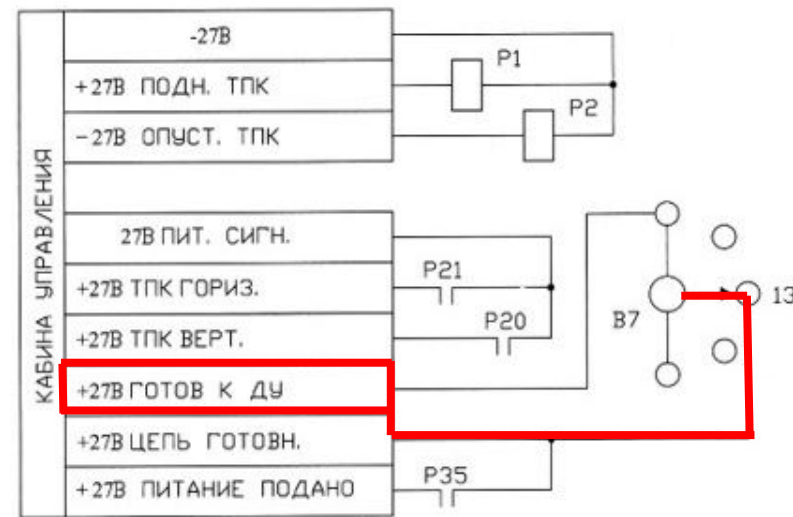 КАБИНА УПРАВЛЕНИЯ
-27В
+27В ПОДН. ТПК
-27В ОПУСТ. ТПК
Р1
Р2
27В ПИТ. СИГН.
+27В ТПК ГОРИЗ.
+27В ТПК ВЕРТ.
+27В ГОТОВ К ДУ
+27В ЦЕПЬ ГОТОВН.
+27В ПИТАНИЕ ПОДАНО
Р21
Р20
Р35
В7
13